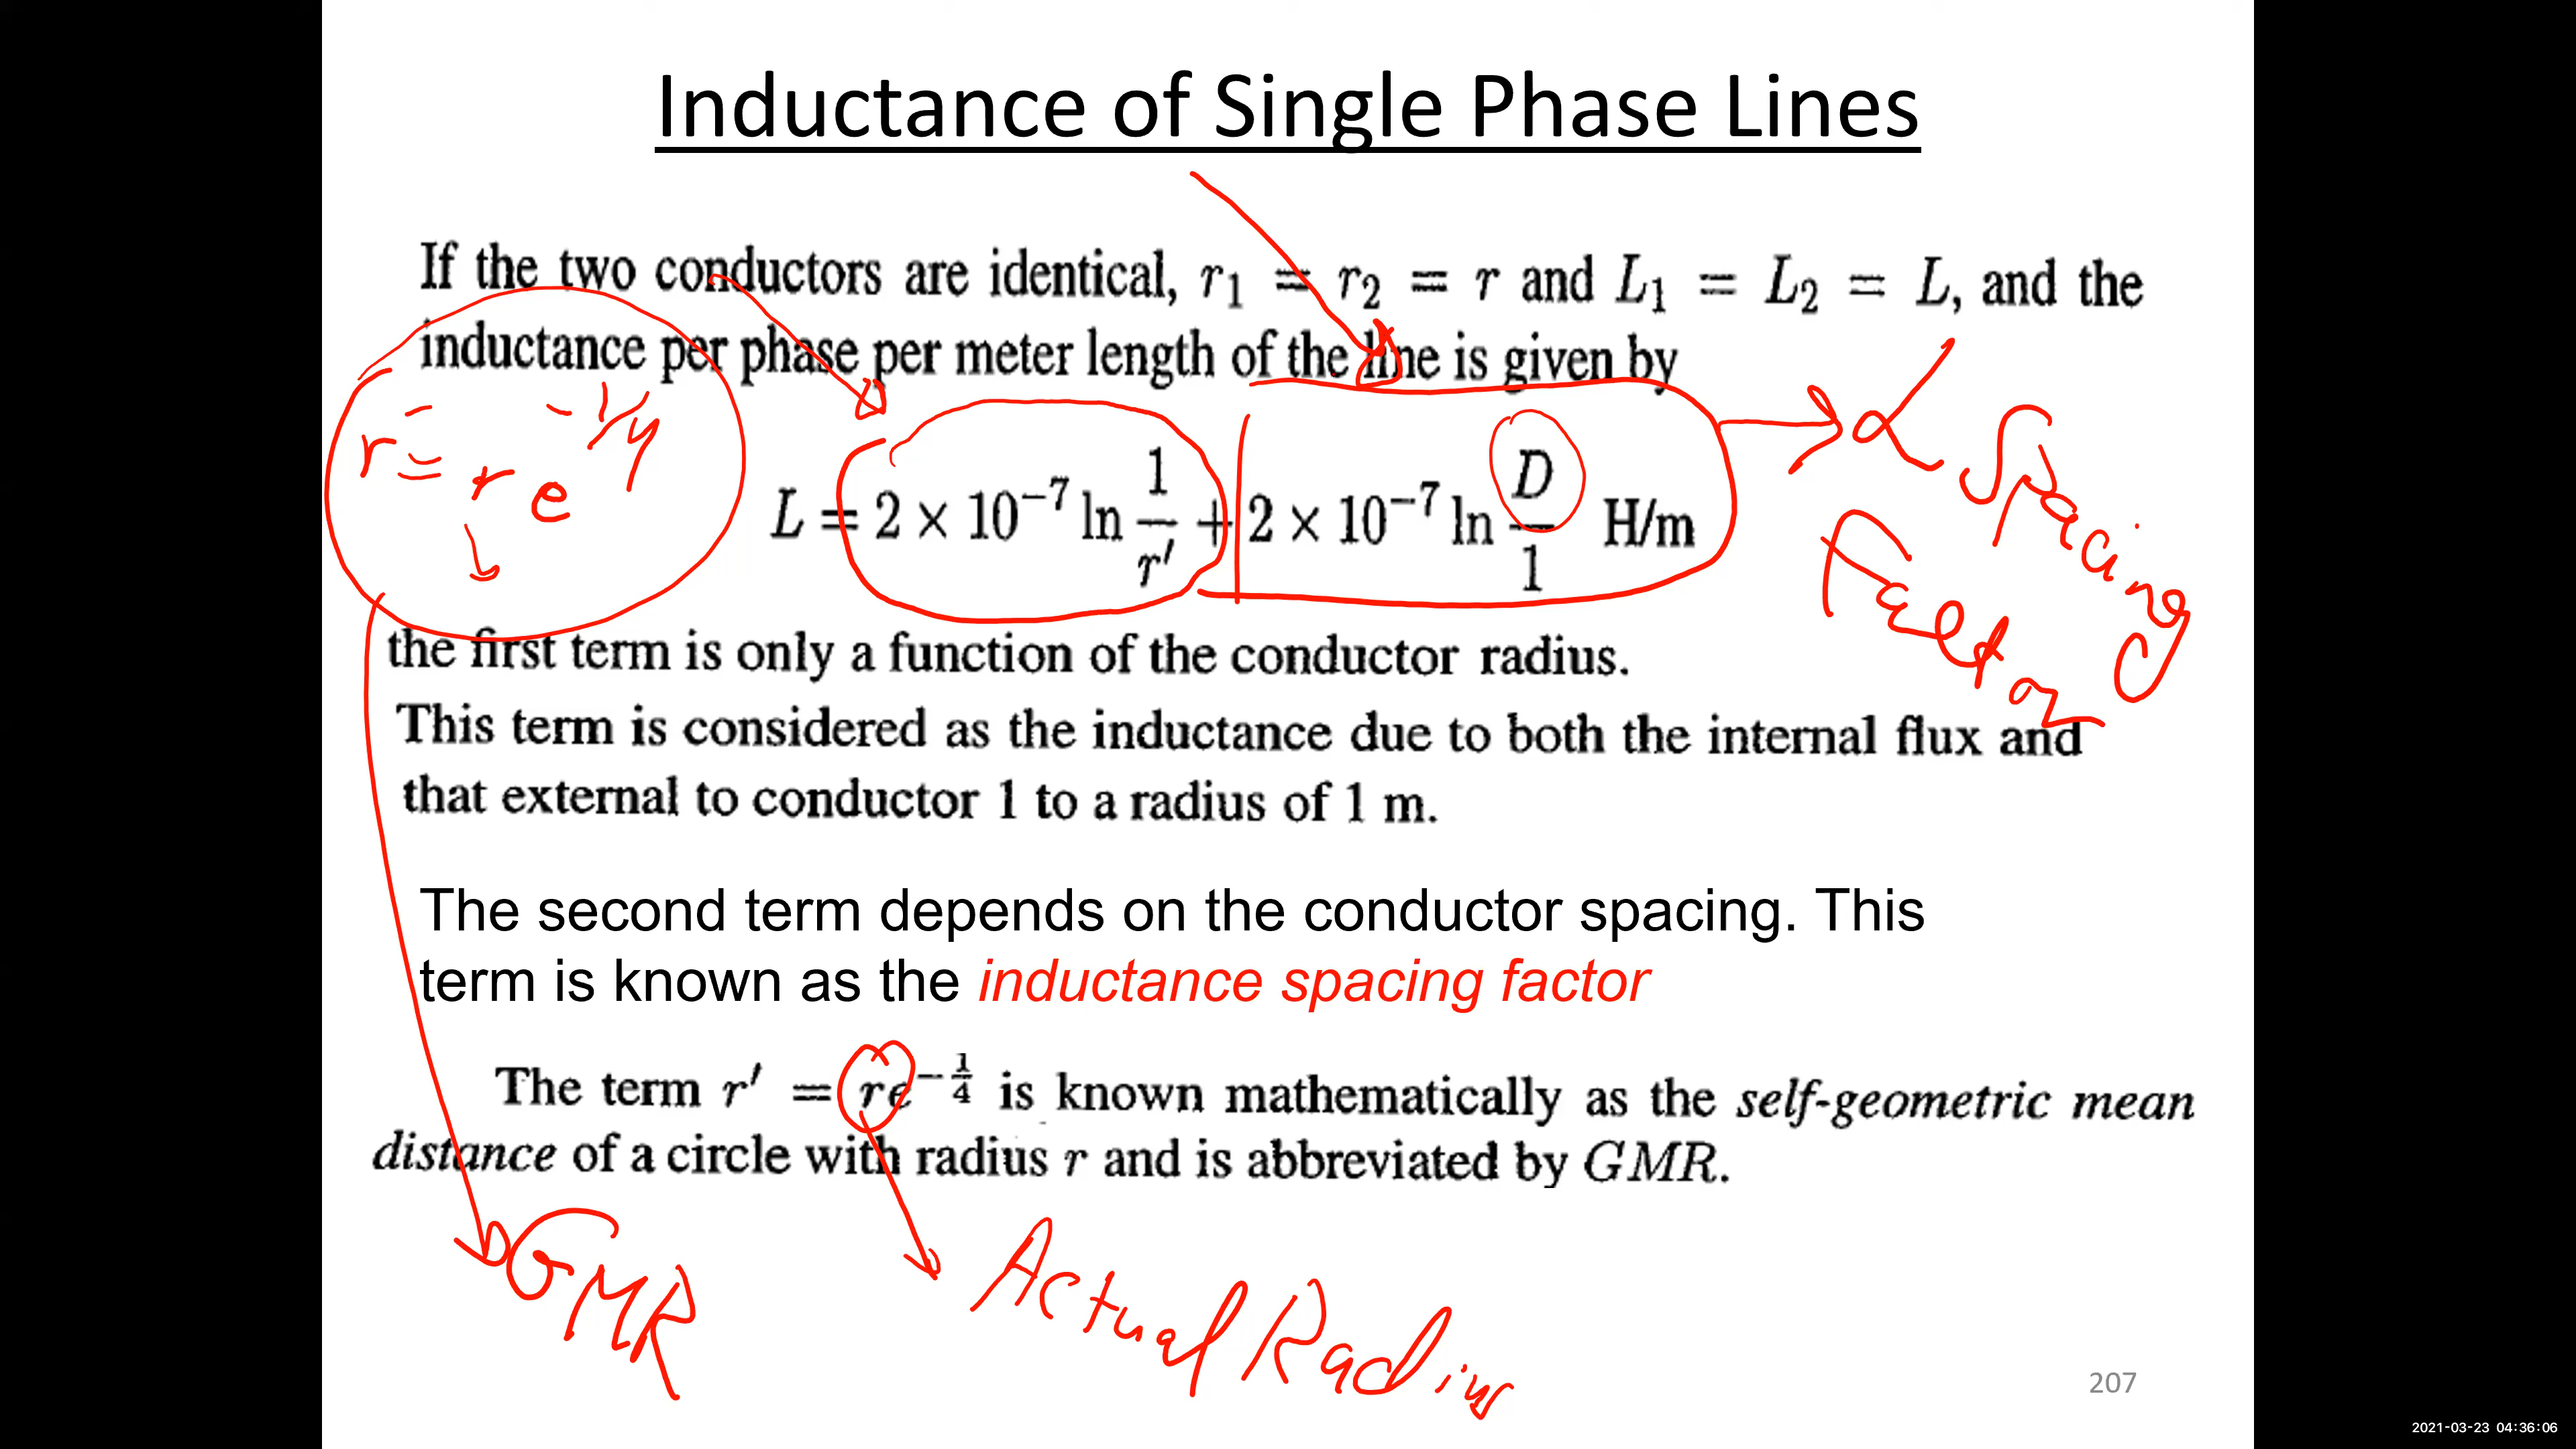 Inductance of Single Phase Lines
If the two conductors are identical, r₁ = r₂ = r and L₁ = L₂ = L, and the
inductance per phase per meter length of the line is given by
r̄ = r e^{-1/4}
L = 2 × 10⁻⁷ ln 1/r′ + 2 × 10⁻⁷ ln D/1 H/m
α Spacing
Factor
the first term is only a function of the conductor radius.
This term is considered as the inductance due to both the internal flux and
that external to conductor 1 to a radius of 1 m.
The second term depends on the conductor spacing. This
term is known as the inductance spacing factor
The term r′ = re^{-1/4} is known mathematically as the self-geometric mean
distance of a circle with radius r and is abbreviated by GMR.
GMR
Actual Radius
207
2021-03-23 04:36:06